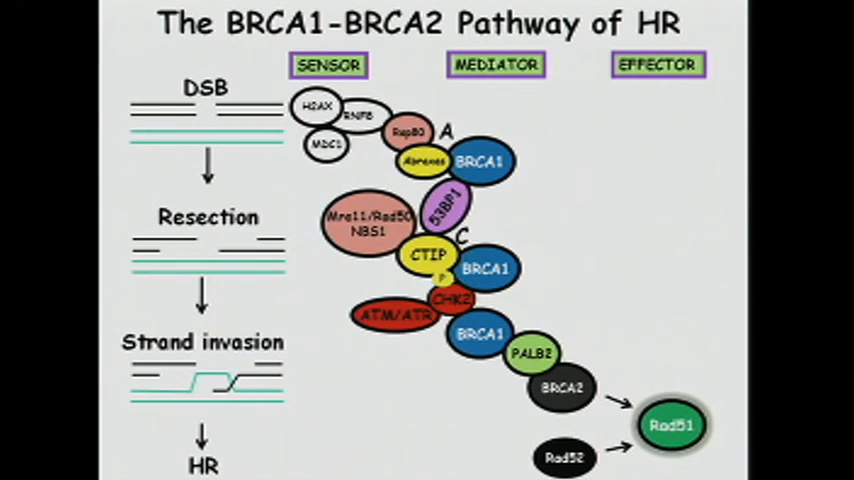 The BRCA1-BRCA2 Pathway of HR
SENSOR
MEDIATOR
EFFECTOR
DSB
H2AX
RNF8
MDC1
Rap80
A
Abraxas
BRCA1
53BP1
Resection
Mre11/Rad50
NBS1
C
CTIP
BRCA1
P
CHK2
ATM/ATR
BRCA1
Strand invasion
PALB2
BRCA2
Rad51
Rad52
HR